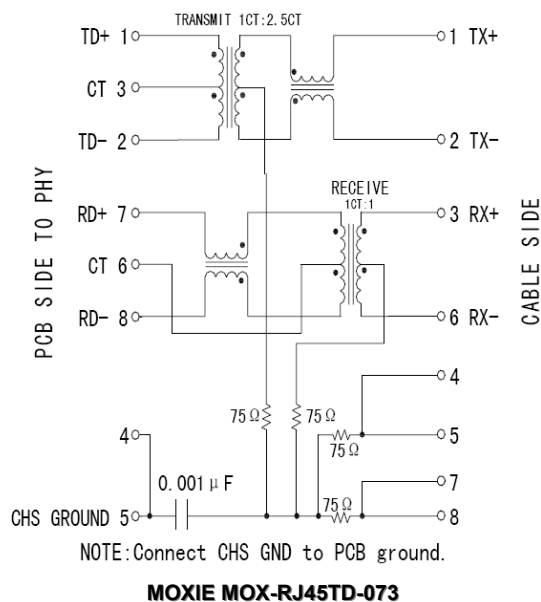 TRANSMIT 1CT:2.5CT
TD+ 1
1 TX+
CT 3
TD- 2
2 TX-
PCB SIDE TO PHY
CABLE SIDE
RECEIVE
1CT:1
RD+ 7
3 RX+
CT 6
RD- 8
6 RX-
4
75Ω
75Ω
4
5
75Ω
0.001μF
7
75Ω
CHS GROUND 5
8
NOTE:Connect CHS GND to PCB ground.
MOXIE MOX-RJ45TD-073